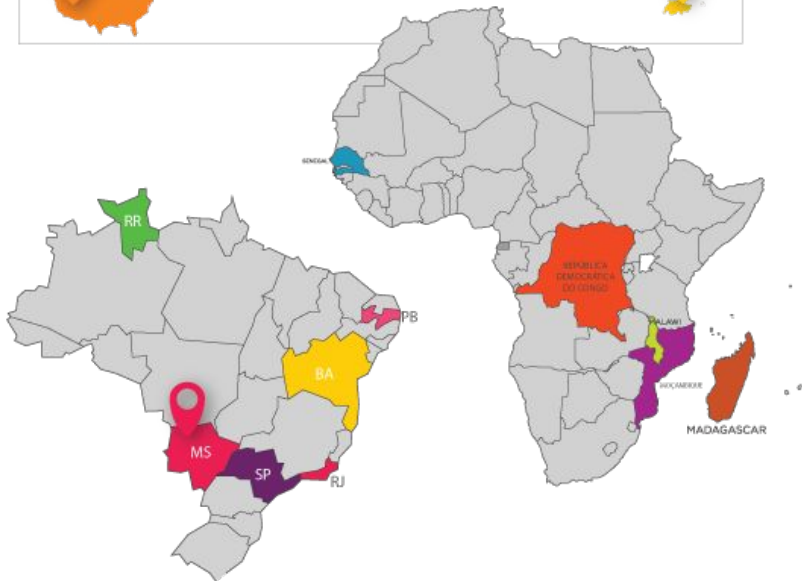 SENEGAL
RR
REPÚBLICA
DEMOCRÁTICA
DO CONGO
PB
MALAWI
BA
MOÇAMBIQUE
MADAGASCAR
MS
SP
RJ